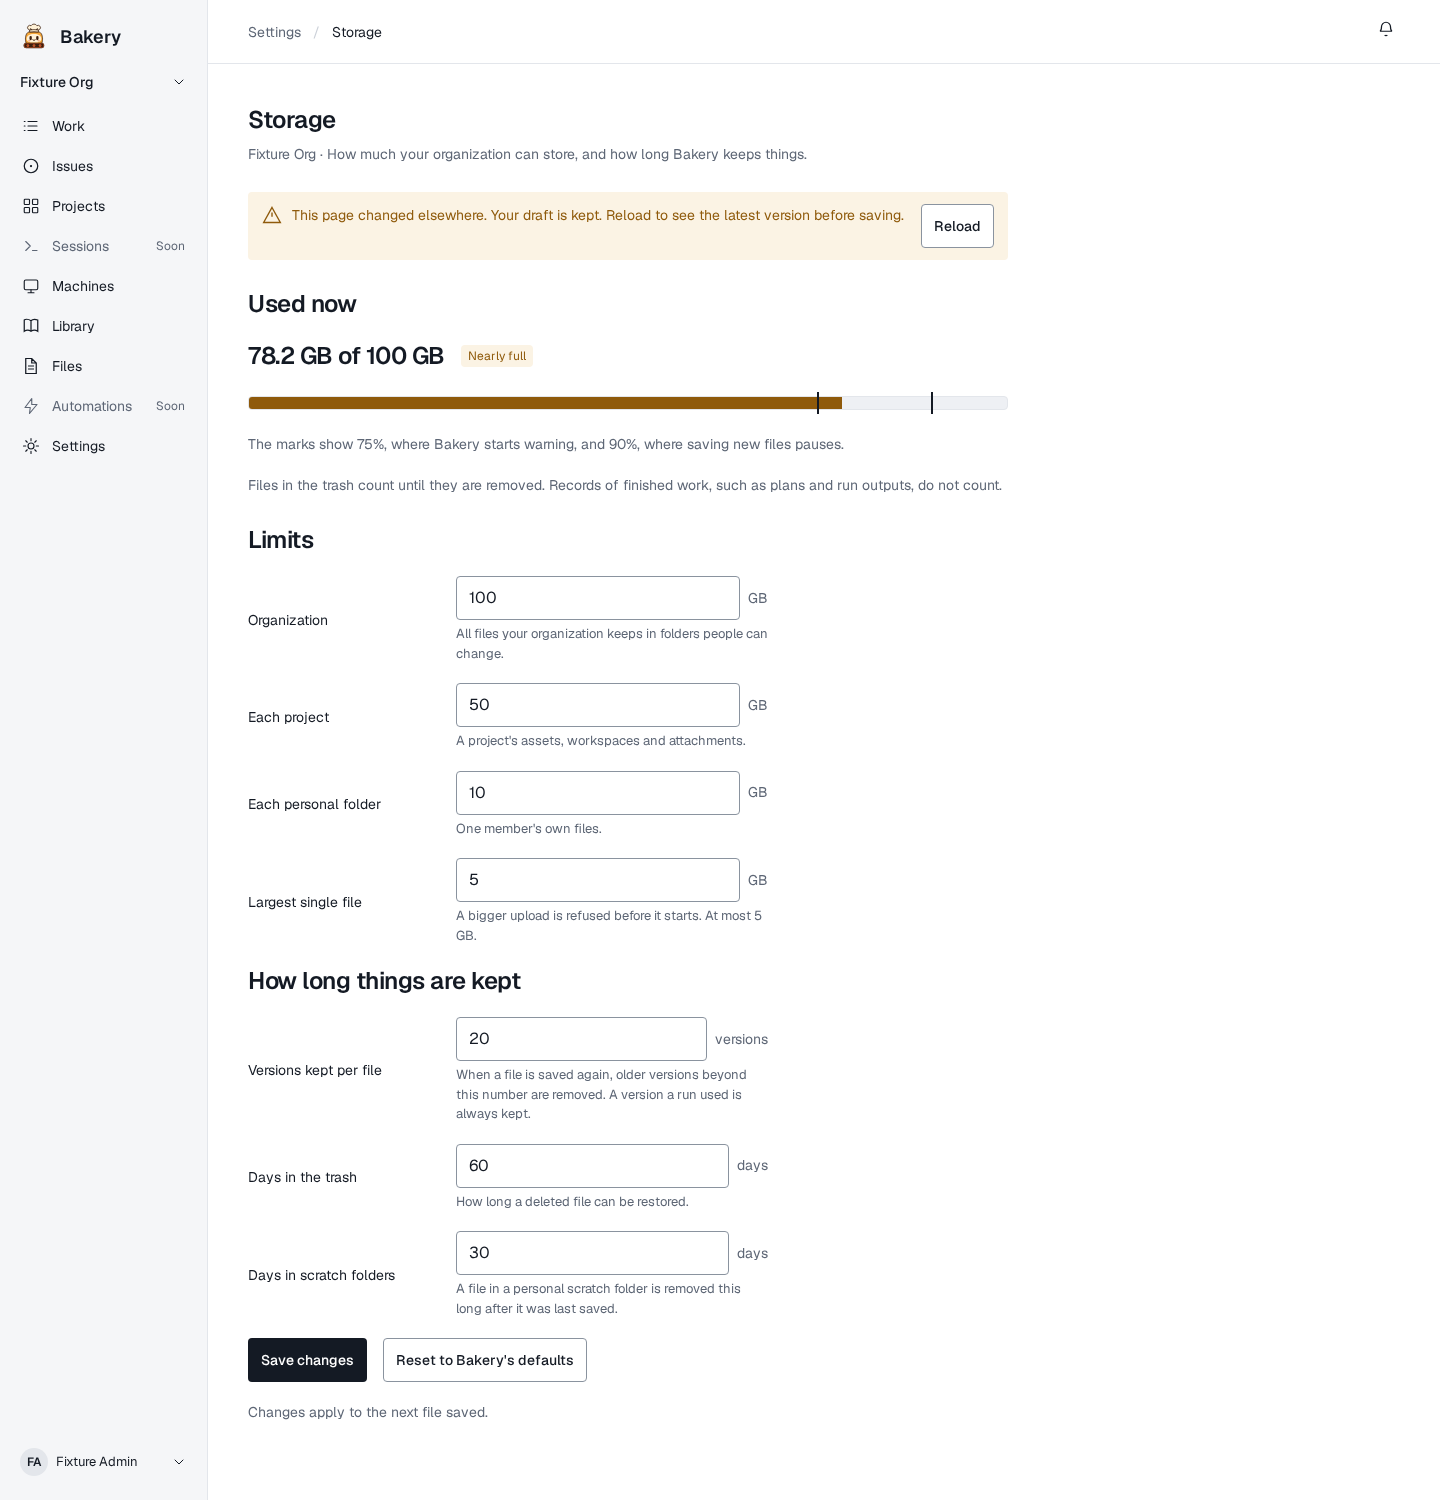 Bakery
Fixture Org
Work
Issues
Projects
Sessions Soon
Machines
Library
Files
Automations Soon
Settings
FA Fixture Admin
Settings / Storage
Storage
Fixture Org · How much your organization can store, and how long Bakery keeps things.
This page changed elsewhere. Your draft is kept. Reload to see the latest version before saving.
Reload
Used now
78.2 GB of 100 GB Nearly full
The marks show 75%, where Bakery starts warning, and 90%, where saving new files pauses.
Files in the trash count until they are removed. Records of finished work, such as plans and run outputs, do not count.
Limits
Organization
100 GB
All files your organization keeps in folders people can
change.
Each project
50 GB
A project's assets, workspaces and attachments.
Each personal folder
10 GB
One member's own files.
Largest single file
5 GB
A bigger upload is refused before it starts. At most 5
GB.
How long things are kept
Versions kept per file
20 versions
When a file is saved again, older versions beyond
this number are removed. A version a run used is
always kept.
Days in the trash
60 days
How long a deleted file can be restored.
Days in scratch folders
30 days
A file in a personal scratch folder is removed this
long after it was last saved.
Save changes
Reset to Bakery's defaults
Changes apply to the next file saved.